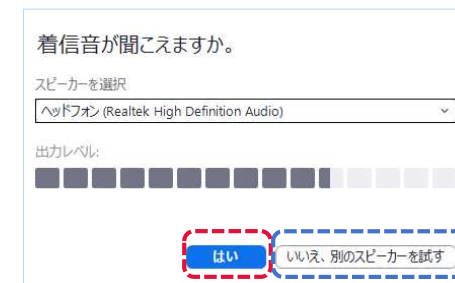 着信音が聞こえますか。
スピーカーを選択
ヘッドフォン (Realtek High Definition Audio)
出力レベル:
はい
いいえ、別のスピーカーを試す